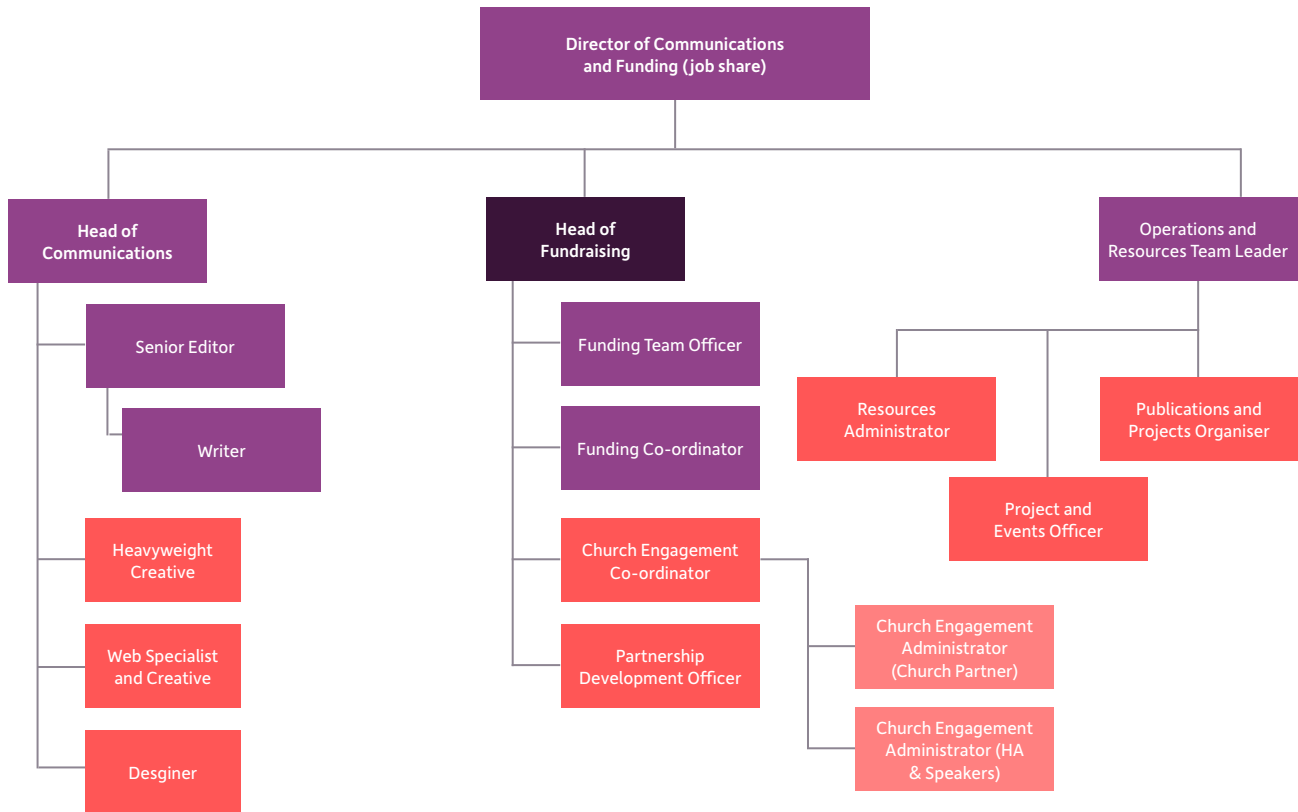 Director of Communications
and Funding (job share)
Head of
Communications
Senior Editor
Writer
Heavyweight
Creative
Web Specialist
and Creative
Desginer
Head of
Fundraising
Funding Team Officer
Funding Co-ordinator
Church Engagement
Co-ordinator
Partnership
Development Officer
Church Engagement
Administrator
(Church Partner)
Church Engagement
Administrator (HA
& Speakers)
Operations and
Resources Team Leader
Resources
Administrator
Project and
Events Officer
Publications and
Projects Organiser